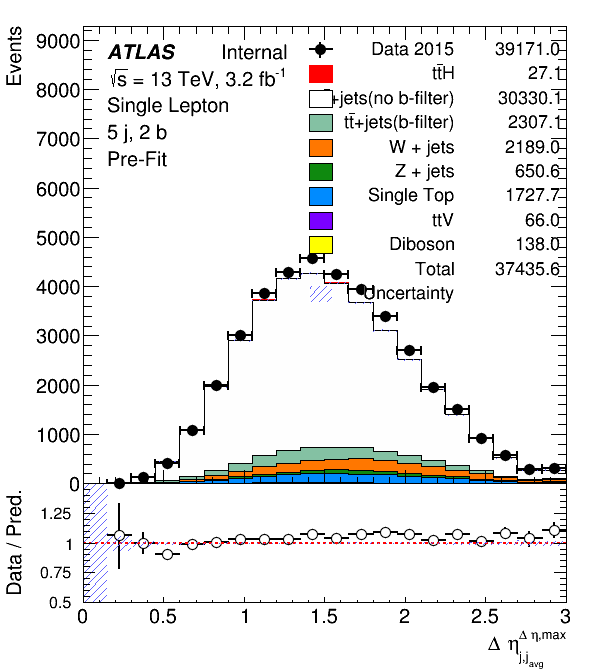 Events
9000
8000
7000
6000
5000
4000
3000
2000
1000
0
ATLAS Internal
√s = 13 TeV, 3.2 fb⁻¹
Single Lepton
5 j, 2 b
Pre-Fit
Data 2015 39171.0
tt̄H 27.1
+jets(no b-filter) 30330.1
tt̄+jets(b-filter) 2307.1
W + jets 2189.0
Z + jets 650.6
Single Top 1727.7
ttV 66.0
Diboson 138.0
Total 37435.6
Uncertainty
Data / Pred.
1.25
1
0.75
0.5
0 0.5 1 1.5 2 2.5 3
Δ η_{j,j_{avg}}^{Δ η,max}